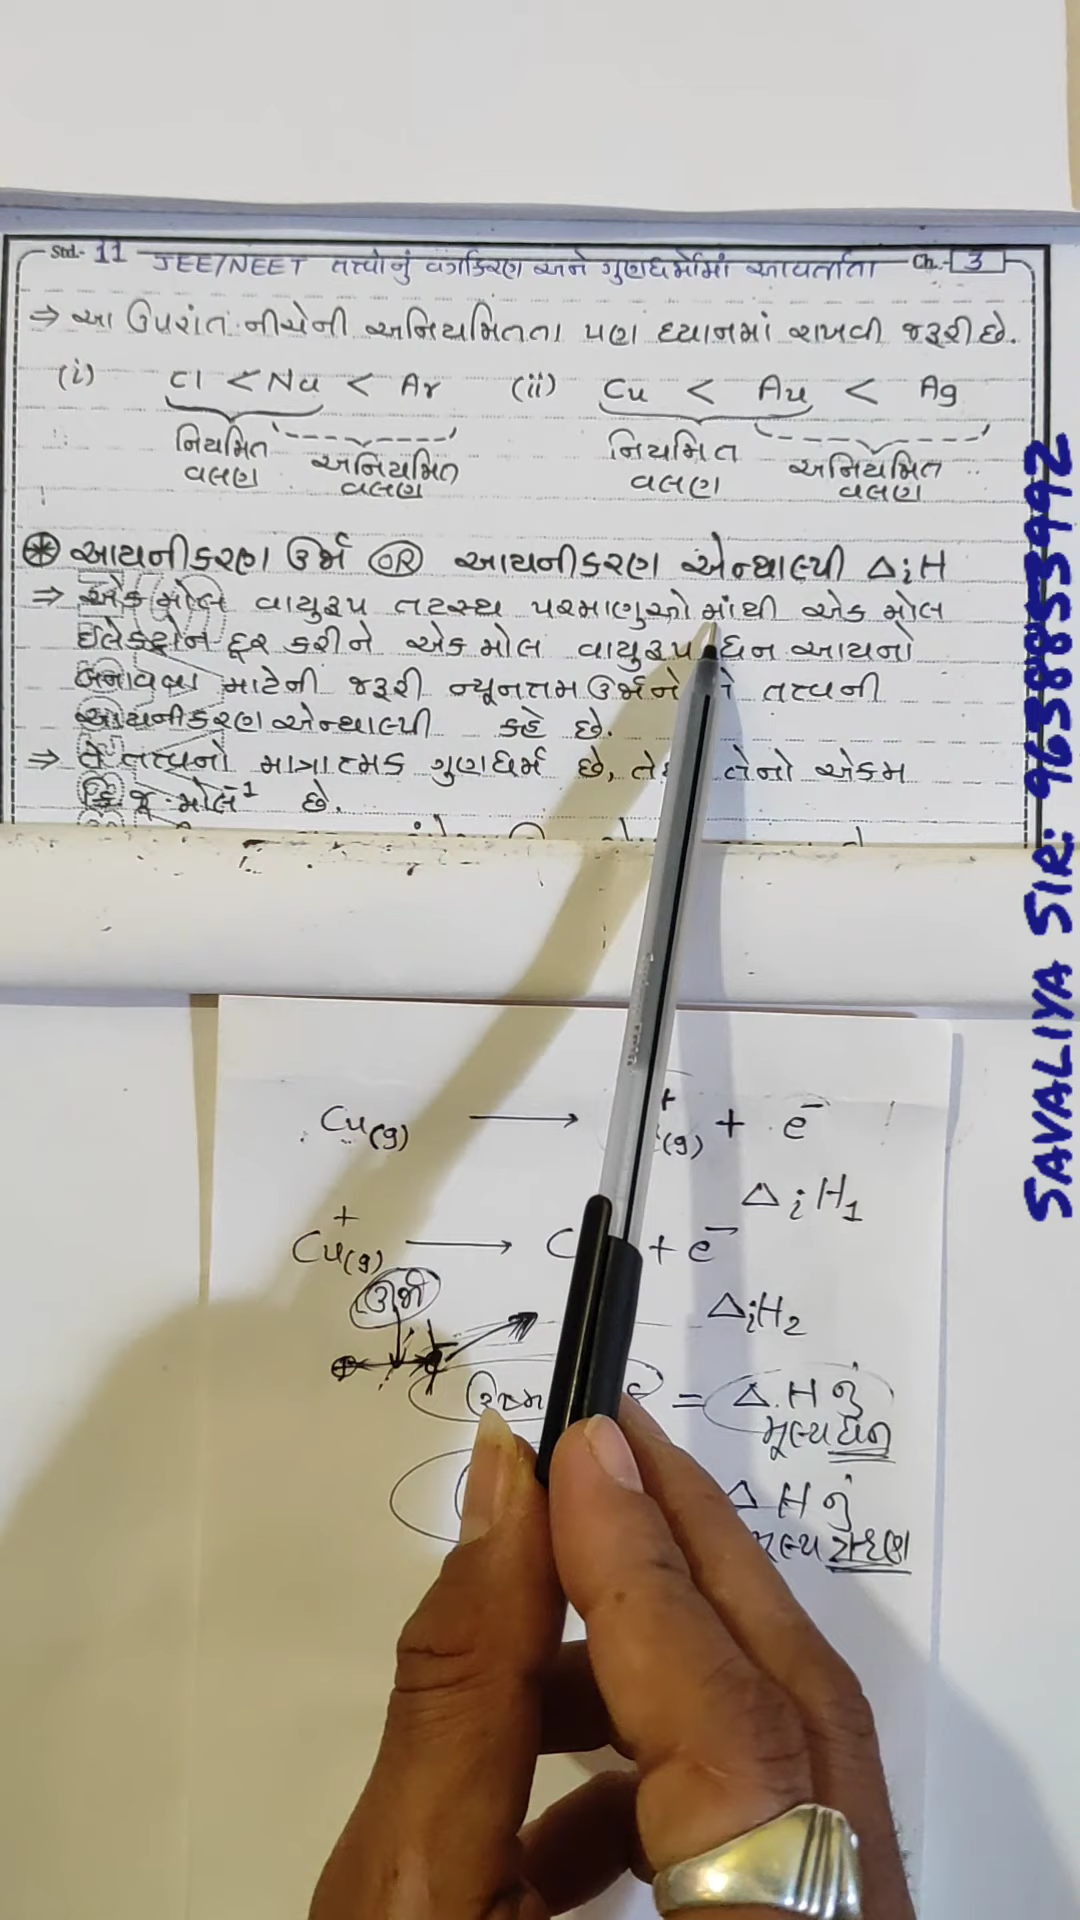 Std.- 11 JEE/NEET તત્ત્વોનું વર્ગીકરણ અને ગુણધર્મોમાં આવર્તીતા Ch.- 3
⇒ આ ઉપરાંત નીચેની અનિયમિતતા પણ ધ્યાનમાં રાખવી જરૂરી છે.
(i) Cl < Na < Ar (ii) Cu < Au < Ag
નિયમિત વલણ અનિયમિત વલણ નિયમિત વલણ અનિયમિત વલણ
⊛ આયનીકરણ ઉર્જા OR આયનીકરણ એન્થાલ્પી ΔiH
⇒ એક મોલ વાયુરૂપ તટસ્થ પરમાણુઓમાંથી એક મોલ
ઈલેક્ટ્રોન દૂર કરીને એક મોલ વાયુરૂપ ધન આયનો
બનાવવા માટેની જરૂરી ન્યૂનત્તમ ઉર્જાને તે તત્ત્વની
આયનીકરણ એન્થાલ્પી કહે છે.
⇒ તે તત્ત્વનો માત્રાત્મક ગુણધર્મ છે, તેનો એકમ
કિ જૂ મોલ⁻¹ છે.
SAVALIYA SIR: 9638853992
Cu(g) → + (g) + e⁻
ΔiH1
Cu⁺(g) → C + e⁻
ઉર્જા
ΔiH2
= ΔH નું
મૂલ્ય ધન
ΔH નું
મૂલ્ય ઋણ